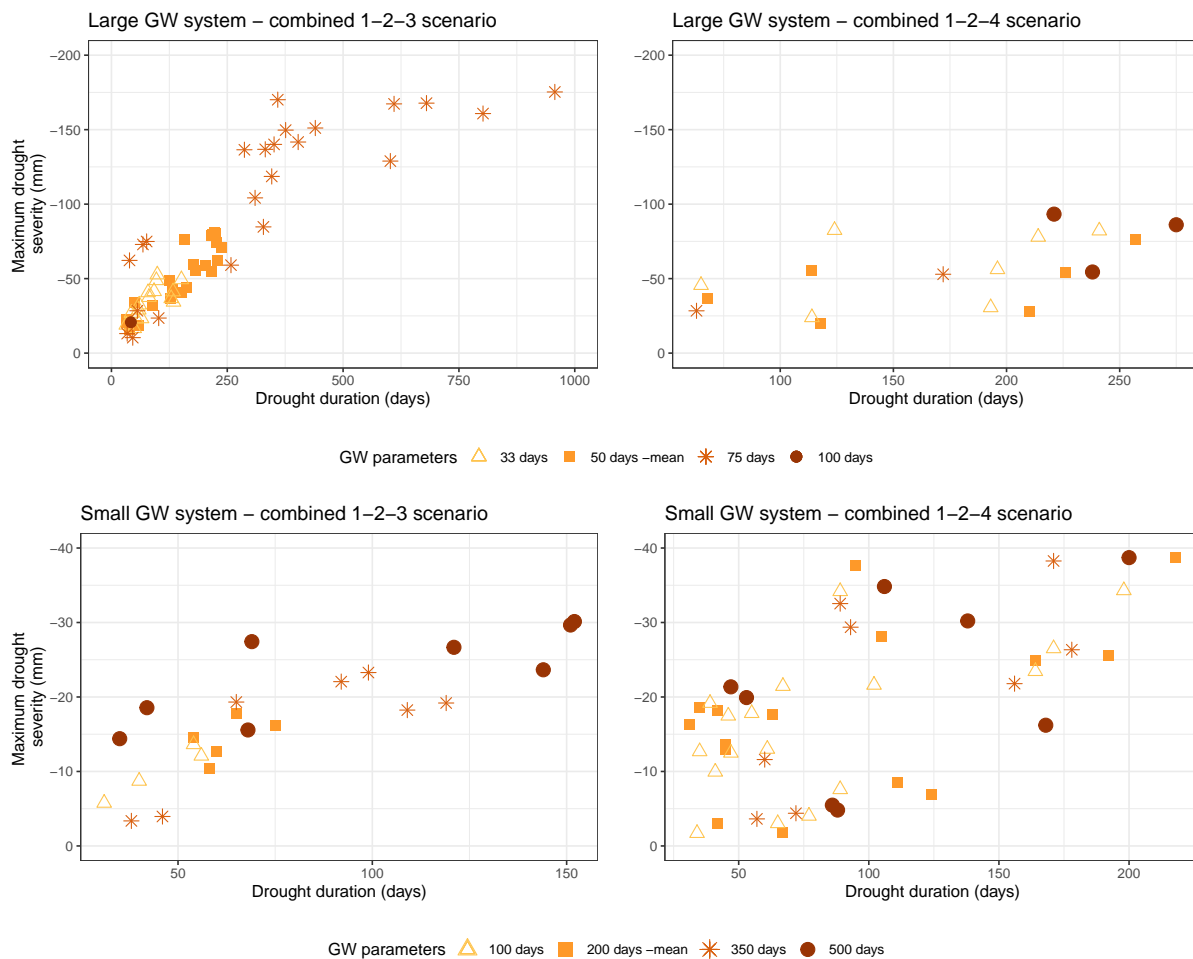 Large GW system − combined 1−2−3 scenario
Large GW system − combined 1−2−4 scenario
−200
−150
−100
−50
0
0
250
500
750
1000
Drought duration (days)
Maximum drought
severity (mm)
−200
−150
−100
−50
0
100
150
200
250
Drought duration (days)
GW parameters
33 days
50 days −mean
75 days
100 days
Small GW system − combined 1−2−3 scenario
Small GW system − combined 1−2−4 scenario
−40
−30
−20
−10
0
50
100
150
Drought duration (days)
Maximum drought
severity (mm)
−40
−30
−20
−10
0
50
100
150
200
Drought duration (days)
GW parameters
100 days
200 days −mean
350 days
500 days